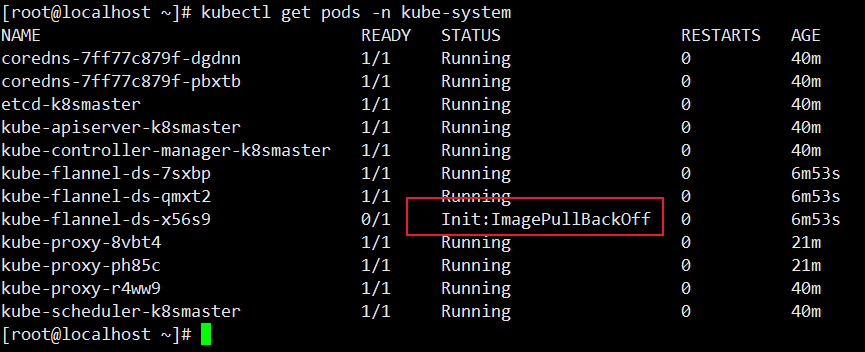 [root@localhost ~]# kubectl get pods -n kube-system
NAME READY STATUS RESTARTS AGE
coredns-7ff77c879f-dgdnn 1/1 Running 0 40m
coredns-7ff77c879f-pbxtb 1/1 Running 0 40m
etcd-k8smaster 1/1 Running 0 40m
kube-apiserver-k8smaster 1/1 Running 0 40m
kube-controller-manager-k8smaster 1/1 Running 0 40m
kube-flannel-ds-7sxbp 1/1 Running 0 6m53s
kube-flannel-ds-qmxt2 1/1 Running 0 6m53s
kube-flannel-ds-x56s9 0/1 Init:ImagePullBackOff 0 6m53s
kube-proxy-8vbt4 1/1 Running 0 21m
kube-proxy-ph85c 1/1 Running 0 21m
kube-proxy-r4ww9 1/1 Running 0 40m
kube-scheduler-k8smaster 1/1 Running 0 40m
[root@localhost ~]#